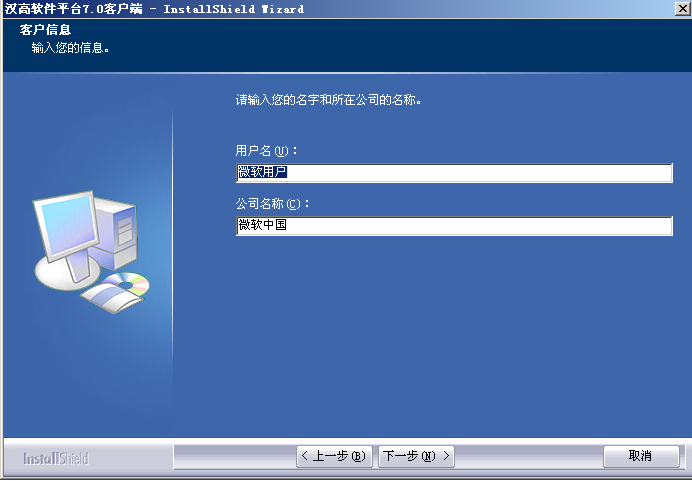 汉高软件平台7.0客户端 - InstallShield Wizard
客户信息
输入您的信息。
请输入您的名字和所在公司的名称。
用户名(U)：
微软用户
公司名称(C)：
微软中国
InstallShield
< 上一步(B)
下一步(N) >
取消